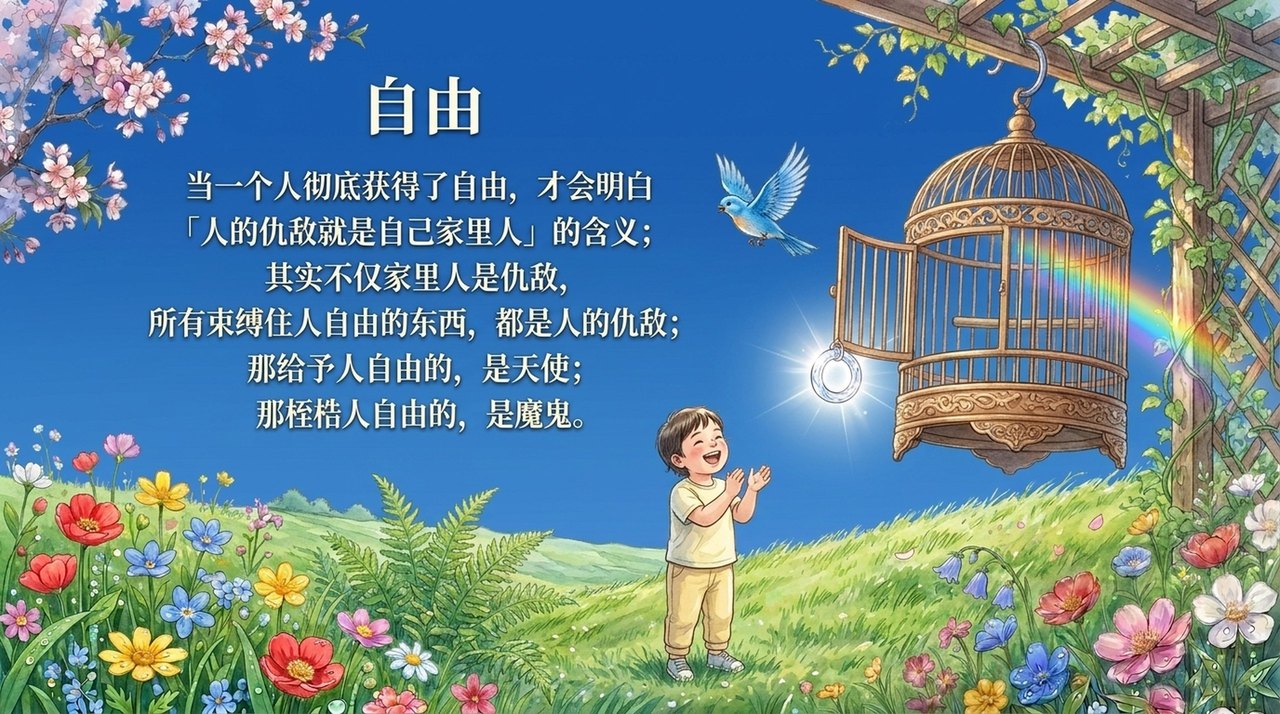 自由
当一个人彻底获得了自由，才会明白
「人的仇敌就是自己家里人」的含义；
其实不仅家里人是仇敌，
所有束缚住人自由的东西，都是人的仇敌；
那给予人自由的，是天使；
那桎梏人自由的，是魔鬼。